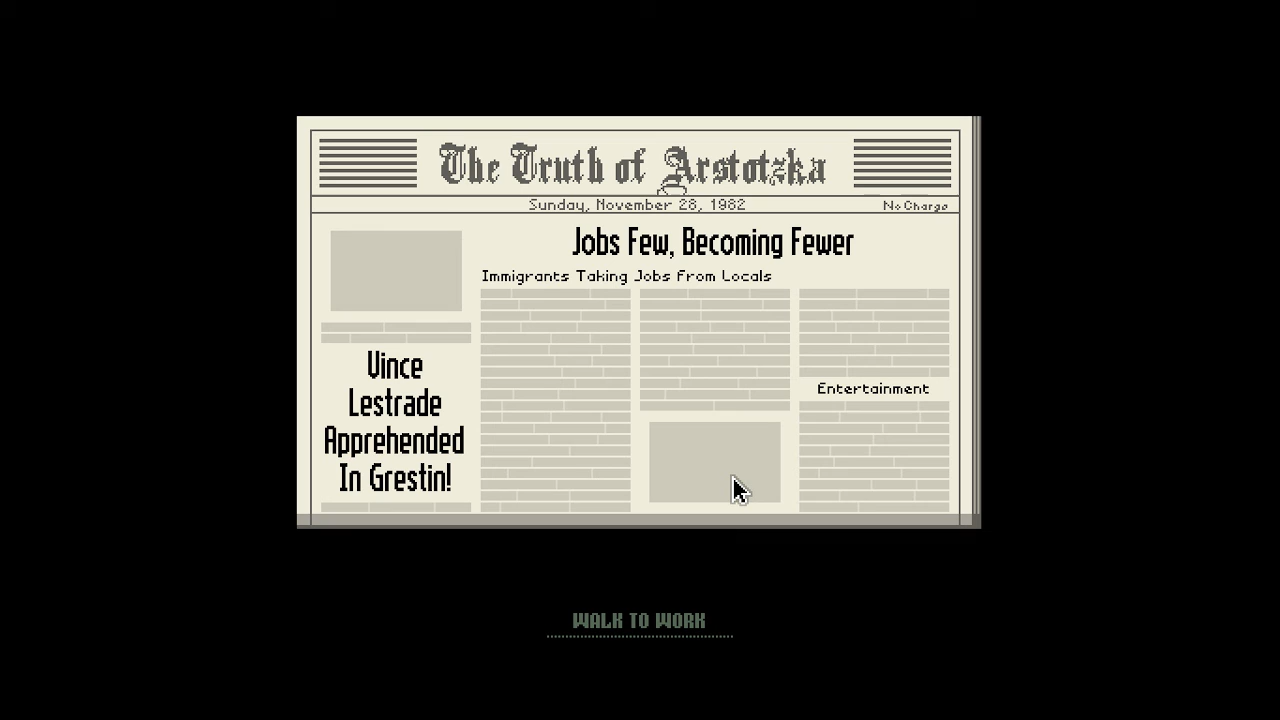 The Truth of Arstotzka
Sunday, November 28, 1982
No Charge
Jobs Few, Becoming Fewer
Immigrants Taking Jobs From Locals
Vince
Lestrade
Apprehended
In Grestin!
Entertainment
WALK TO WORK